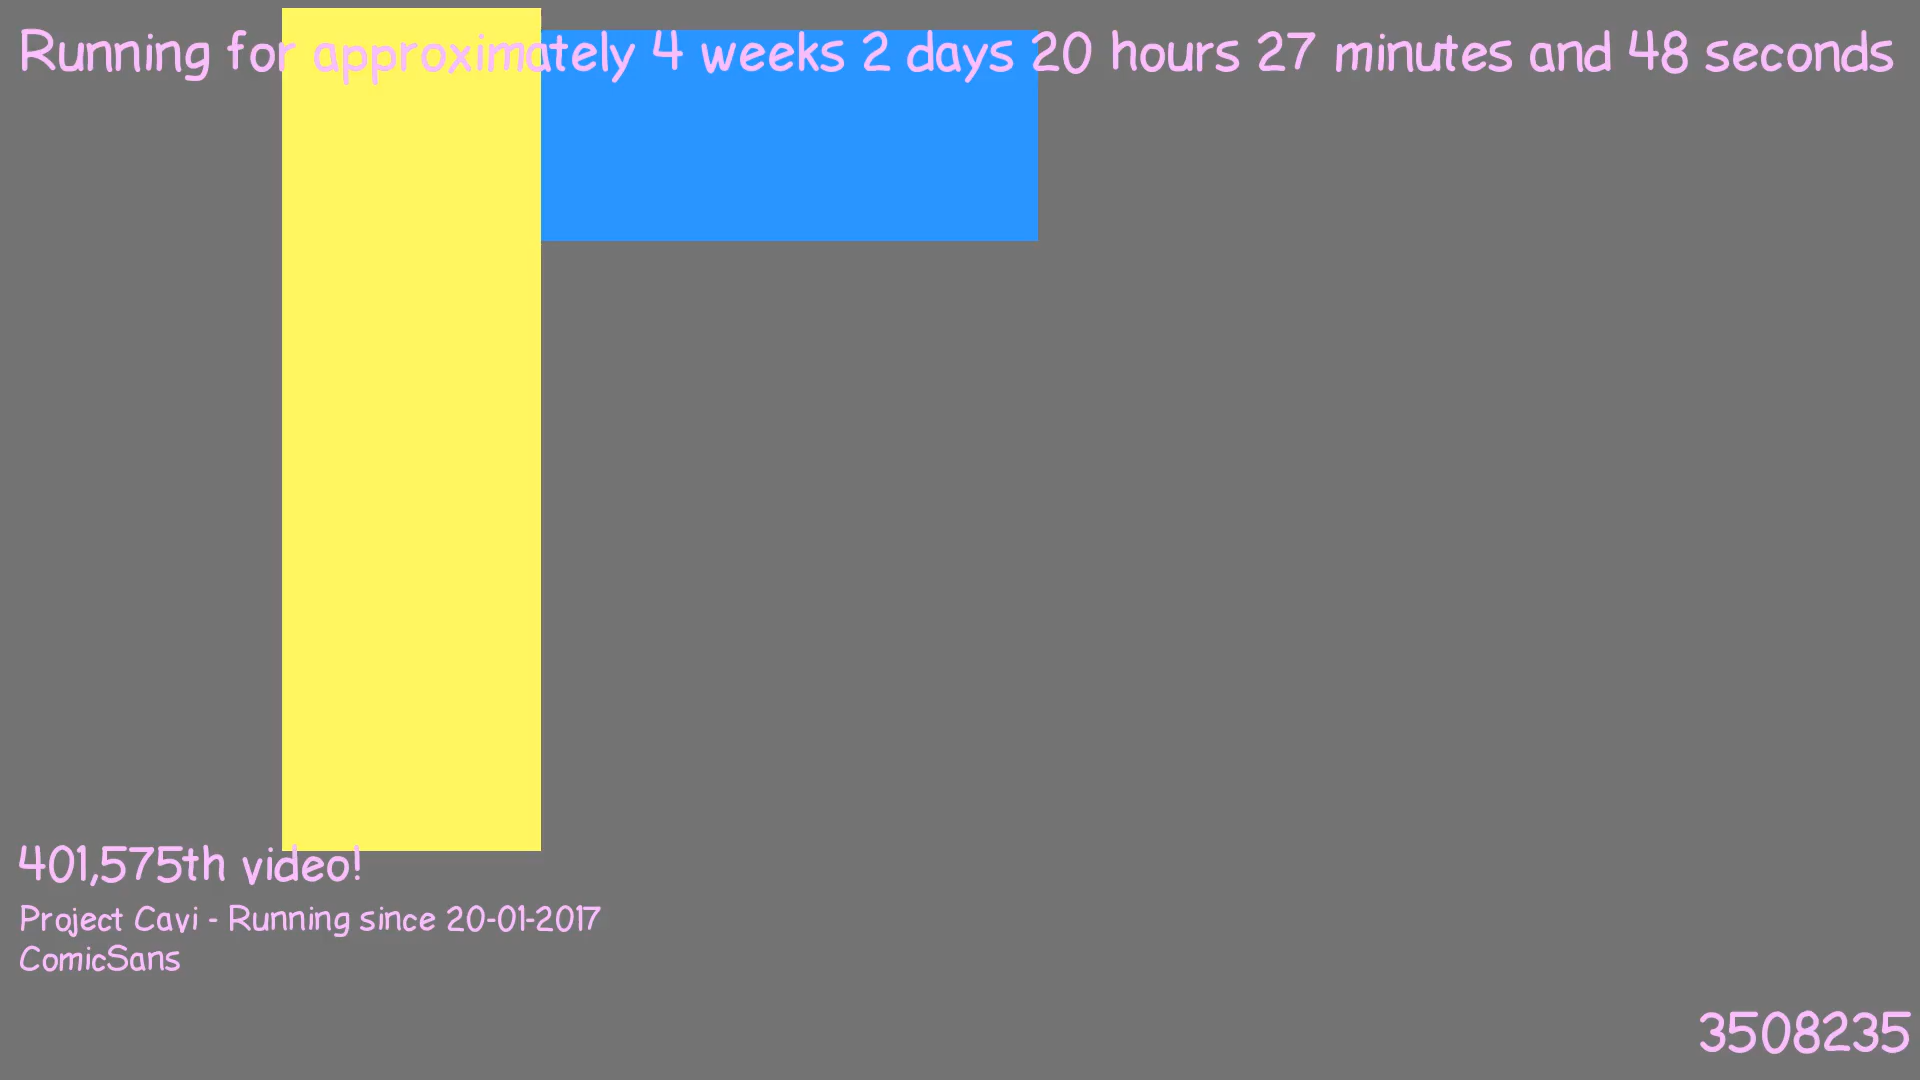 Running for approximately 4 weeks 2 days 20 hours 27 minutes and 48 seconds
401,575th video!
Project Cavi - Running since 20-01-2017
ComicSans
3508235